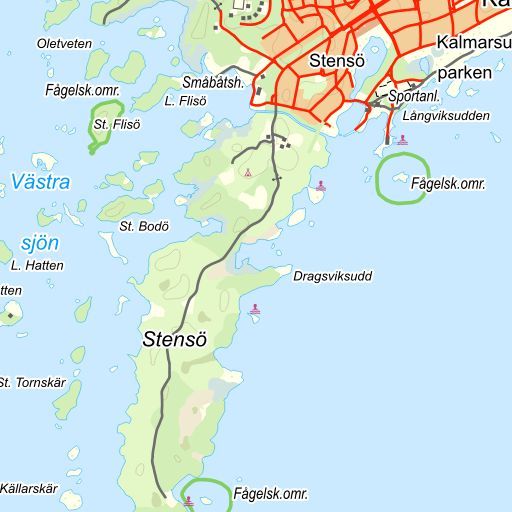 Ka
Oletveten
Kalmarsu
Stensö
parken
Småbåtsh.
Fågelsk.omr.
Sportanl.
L. Flisö
Långviksudden
St. Flisö
Västra
Fågelsk.omr.
St. Bodö
sjön
L. Hatten
Dragsviksudd
tten
Stensö
St. Tornskär
Källarskär
Fågelsk.omr.